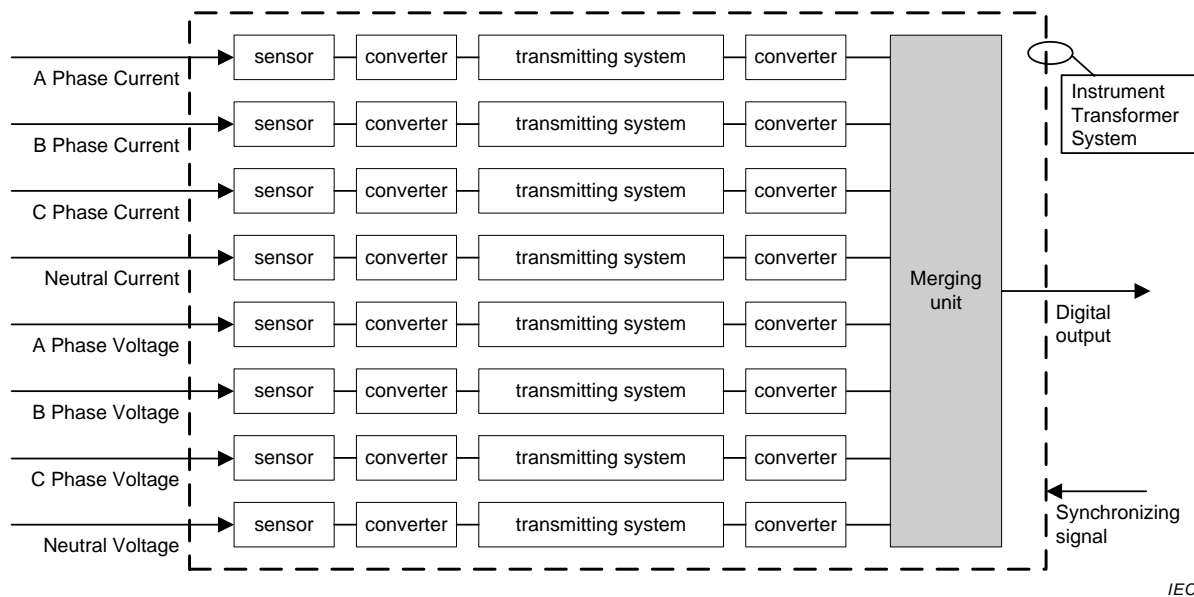 sensor converter transmitting system converter
A Phase Current
Instrument
Transformer
System
sensor converter transmitting system converter
B Phase Current
sensor converter transmitting system converter
C Phase Current
sensor converter transmitting system converter
Neutral Current
Merging
unit
Digital
output
sensor converter transmitting system converter
A Phase Voltage
sensor converter transmitting system converter
B Phase Voltage
sensor converter transmitting system converter
C Phase Voltage
Synchronizing
signal
sensor converter transmitting system converter
Neutral Voltage
IEC